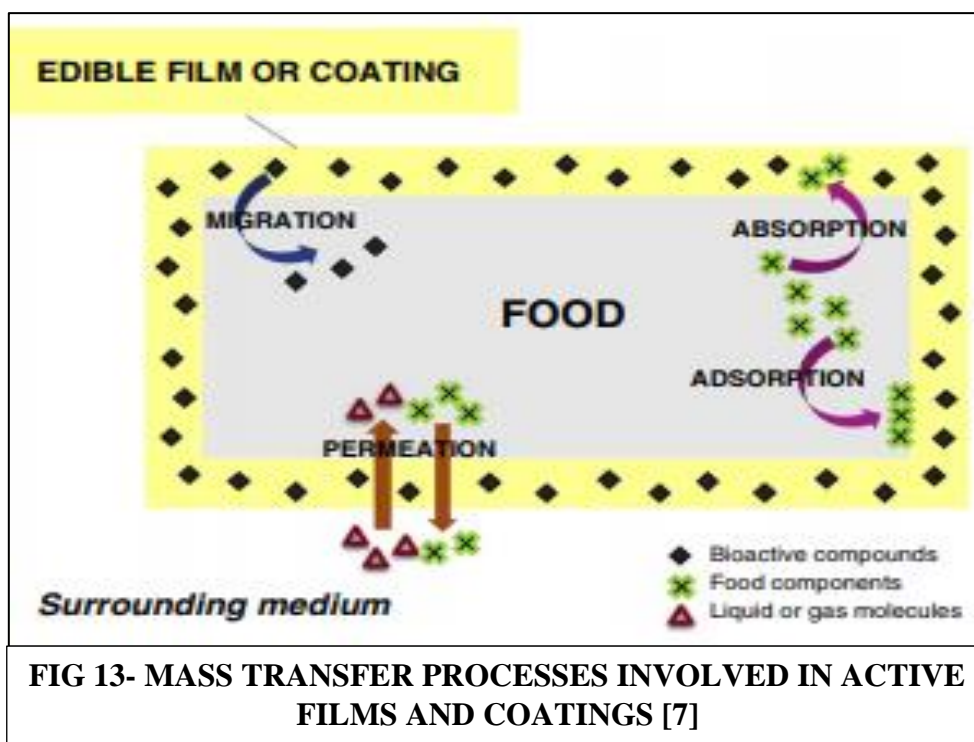 EDIBLE FILM OR COATING
MIGRATION
ABSORPTION
FOOD
ADSORPTION
PERMEATION
Bioactive compounds
Food components
Liquid or gas molecules
Surrounding medium
FIG 13- MASS TRANSFER PROCESSES INVOLVED IN ACTIVE
FILMS AND COATINGS [7]